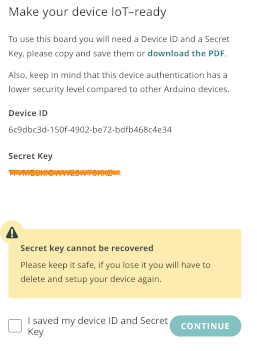 Make your device IoT–ready
To use this board you will need a Device ID and a Secret
Key, please copy and save them or download the PDF.
Also, keep in mind that this device authentication has a
lower security level compared to other Arduino devices.
Device ID
6c9dbc3d-150f-4902-be72-bdfb468c4e34
Secret Key
Secret key cannot be recovered
Please keep it safe, if you lose it you will have to
delete and setup your device again.
I saved my device ID and Secret
Key
CONTINUE